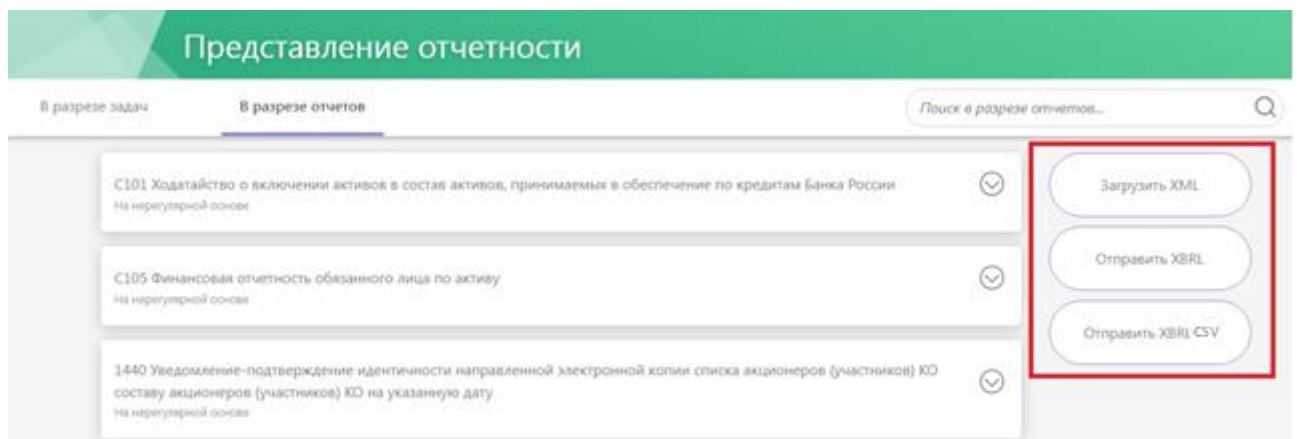 Представление отчетности
В разрезе задач
В разрезе отчетов
Поиск в разрезе отчетов...
С101 Ходатайство о включении активов в состав активов, принимаемых в обеспечение по кредитам Банка России
На нерегулярной основе
Загрузить XML
С105 Финансовая отчетность обязанного лица по активу
На нерегулярной основе
Отправить XBRL
Отправить XBRL CSV
1440 Уведомление-подтверждение идентичности направленной электронной копии списка акционеров (участников) КО
составу акционеров (участников) КО на указанную дату
На нерегулярной основе